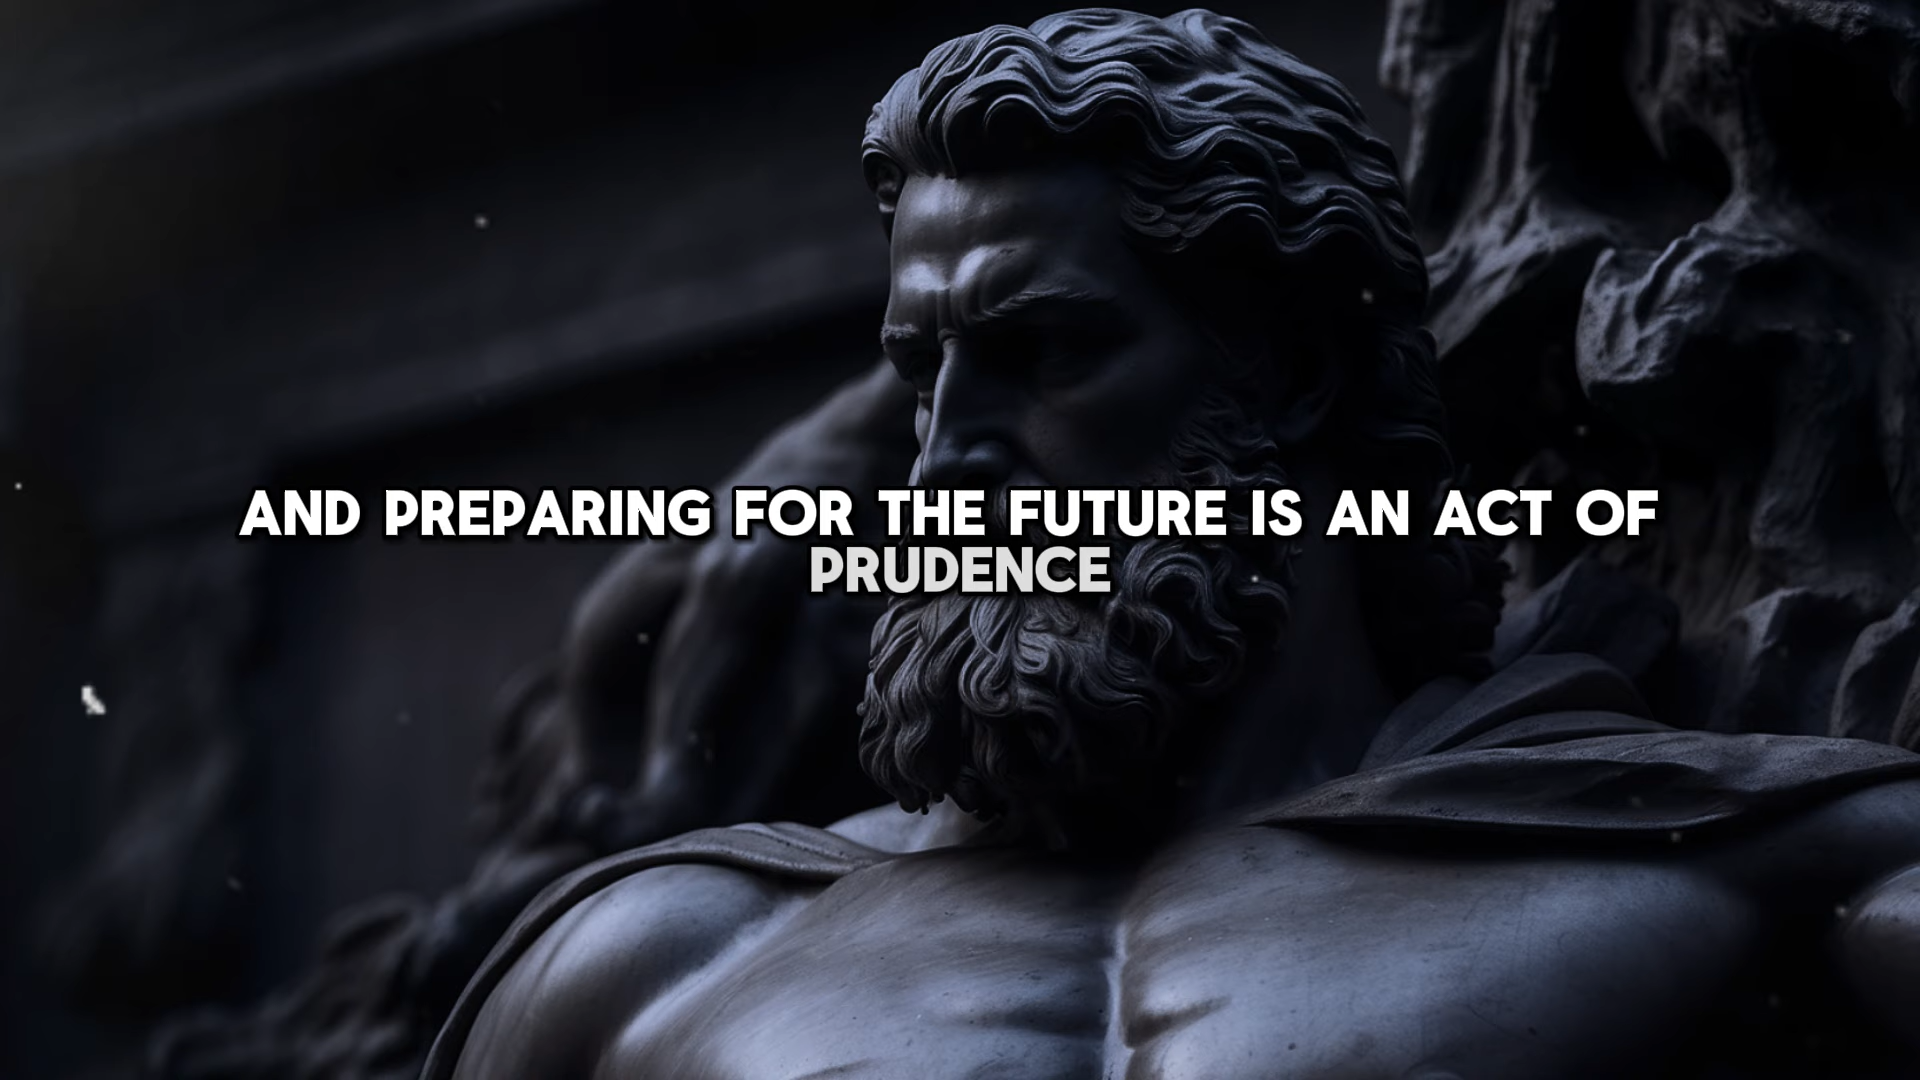 AND PREPARING FOR THE FUTURE IS AN ACT OF
PRUDENCE